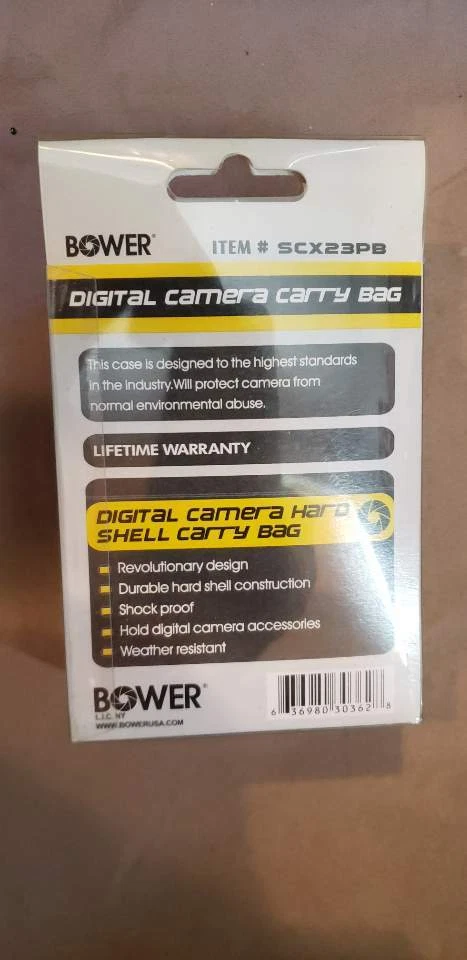 BOWER®
ITEM # SCX23PB
DIGITAL camera carry BAG
This case is designed to the highest standards
in the industry.Will protect camera from
normal environmental abuse.
LIFETIME WARRANTY
DIGITAL camera Hard
SHELL carry BAG
Revolutionary design
Durable hard shell construction
Shock proof
Hold digital camera accessories
Weather resistant
BOWER®
L.I.C. NY
WWW.BOWERUSA.COM
6 36980 30362 8